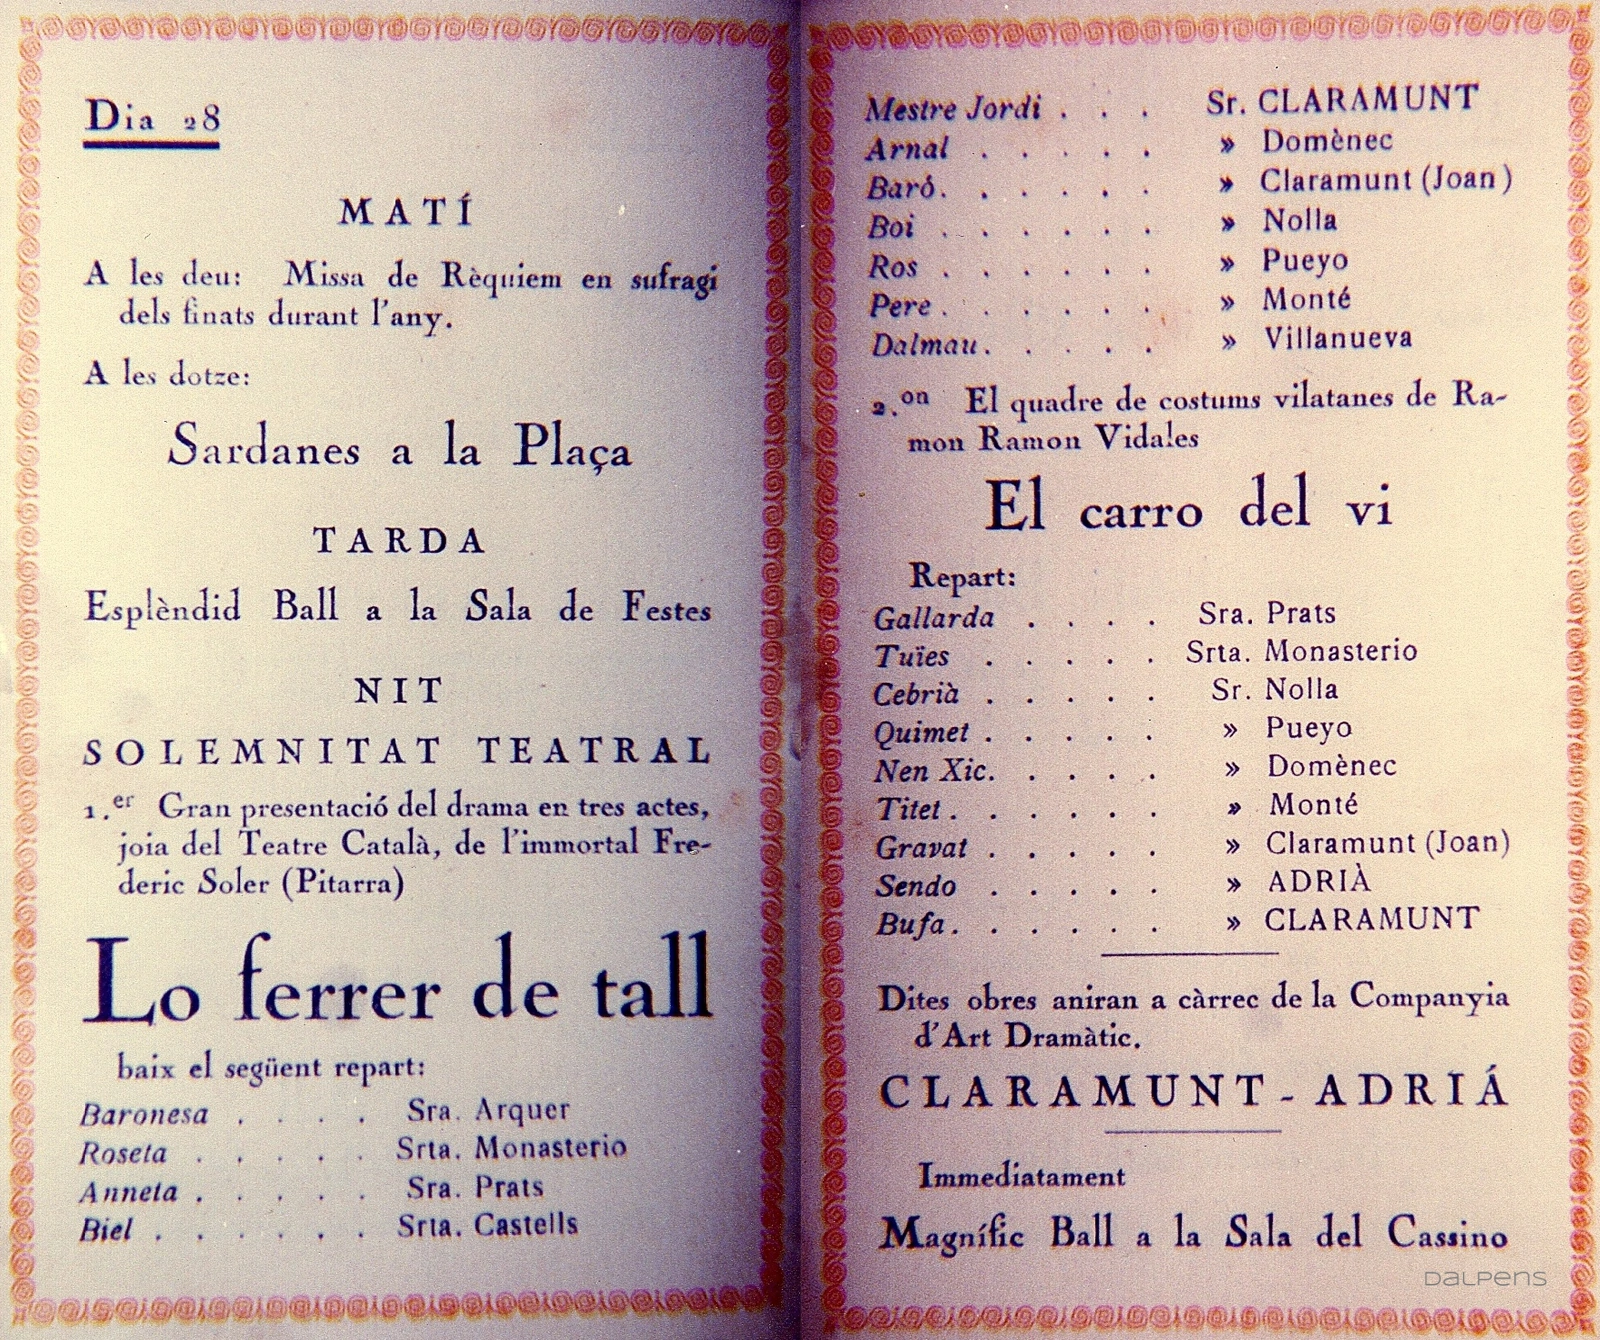 Dia 28
MATÍ
A les deu: Missa de Rèquiem en sufragi
dels finats durant l'any.
A les dotze:
Sardanes a la Plaça
TARDA
Esplèndid Ball a la Sala de Festes
NIT
SOLEMNITAT TEATRAL
1.er Gran presentació del drama en tres actes,
joia del Teatre Català, de l'immortal Fre-
deric Soler (Pitarra)
Lo ferrer de tall
baix el següent repart:
Baronesa . . . . Sra. Arquer
Roseta . . . . . Srta. Monasterio
Anneta . . . . . Sra. Prats
Biel . . . . . . Srta. Castells
Mestre Jordi . . . Sr. CLARAMUNT
Arnal . . . . . » Domènec
Baró. . . . . . » Claramunt (Joan)
Boi . . . . . . » Nolla
Ros . . . . . . » Pueyo
Pere . . . . . . » Monté
Dalmau. . . . . » Villanueva
2.on El quadre de costums vilatanes de Ra-
mon Ramon Vidales
El carro del vi
Repart:
Gallarda . . . . Sra. Prats
Tuïes . . . . . Srta. Monasterio
Cebrià . . . . . Sr. Nolla
Quimet . . . . . » Pueyo
Nen Xic. . . . . » Domènec
Titet . . . . . . » Monté
Gravat . . . . . » Claramunt (Joan)
Sendo . . . . . » ADRIÀ
Bufa. . . . . . » CLARAMUNT
Dites obres aniran a càrrec de la Companyia
d'Art Dramàtic.
CLARAMUNT - ADRIÁ
Immediatament
Magnífic Ball a la Sala del Cassino
DALPENS